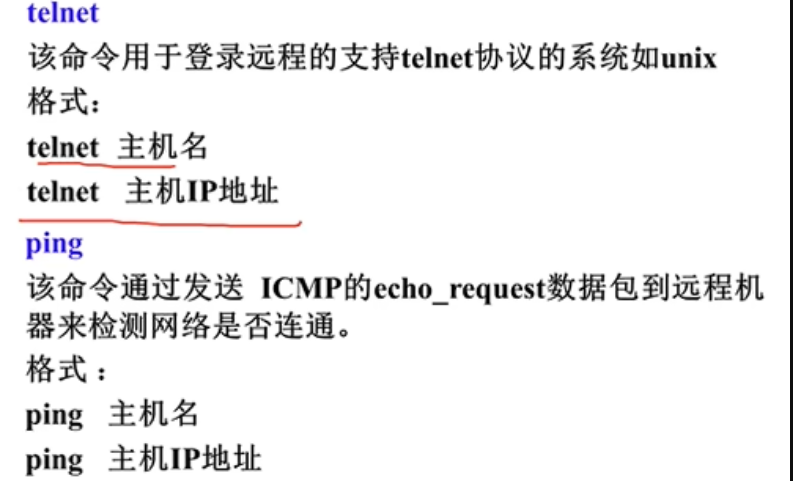 telnet
该命令用于登录远程的支持telnet协议的系统如unix
格式：
telnet 主机名
telnet 主机IP地址
ping
该命令通过发送 ICMP的echo_request数据包到远程机
器来检测网络是否连通。
格式：
ping 主机名
ping 主机IP地址